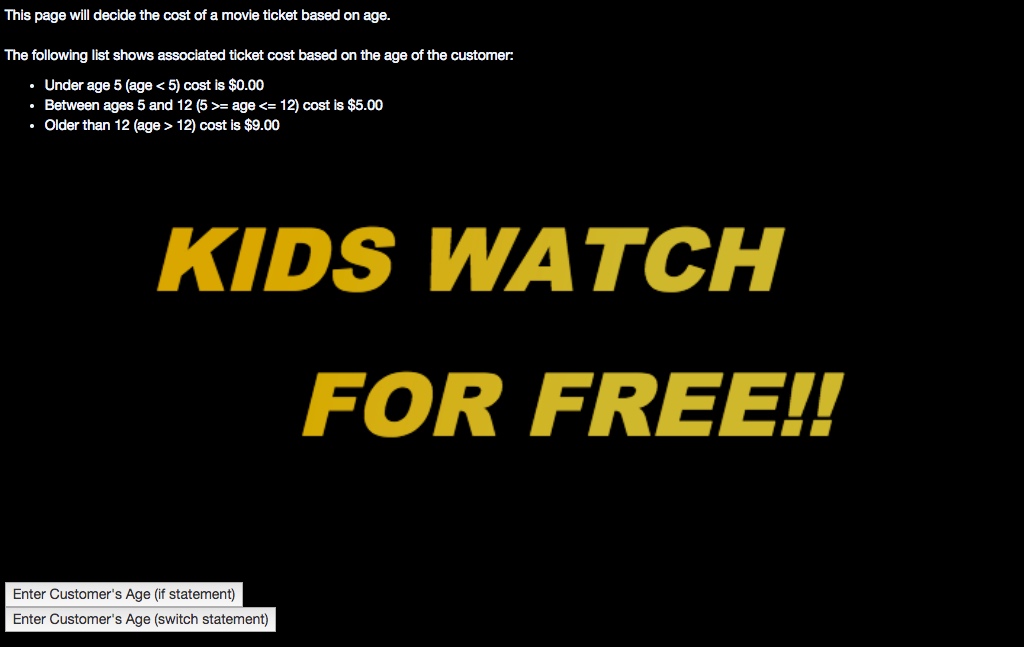 This page will decide the cost of a movie ticket based on age.
The following list shows associated ticket cost based on the age of the customer:
• Under age 5 (age < 5) cost is $0.00
• Between ages 5 and 12 (5 >= age <= 12) cost is $5.00
• Older than 12 (age > 12) cost is $9.00
KIDS WATCH
FOR FREE!!
Enter Customer's Age (if statement)
Enter Customer's Age (switch statement)